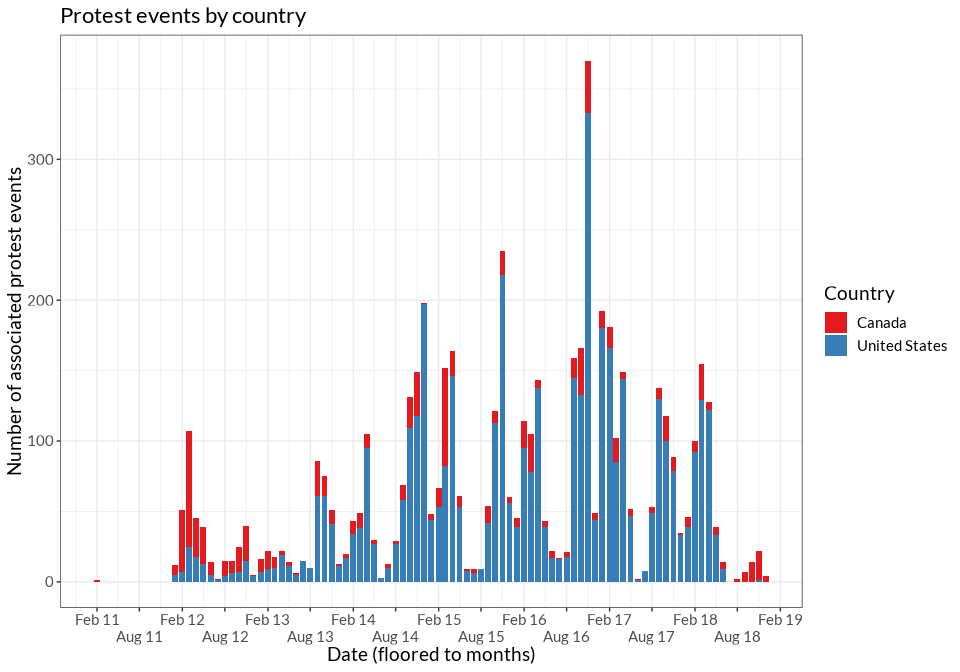 Protest events by country
Number of associated protest events
300
200
100
0
Feb 11 Feb 12 Feb 13 Feb 14 Feb 15 Feb 16 Feb 17 Feb 18 Feb 19
Aug 11 Aug 12 Aug 13 Aug 14 Aug 15 Aug 16 Aug 17 Aug 18
Date (floored to months)
Country
Canada
United States